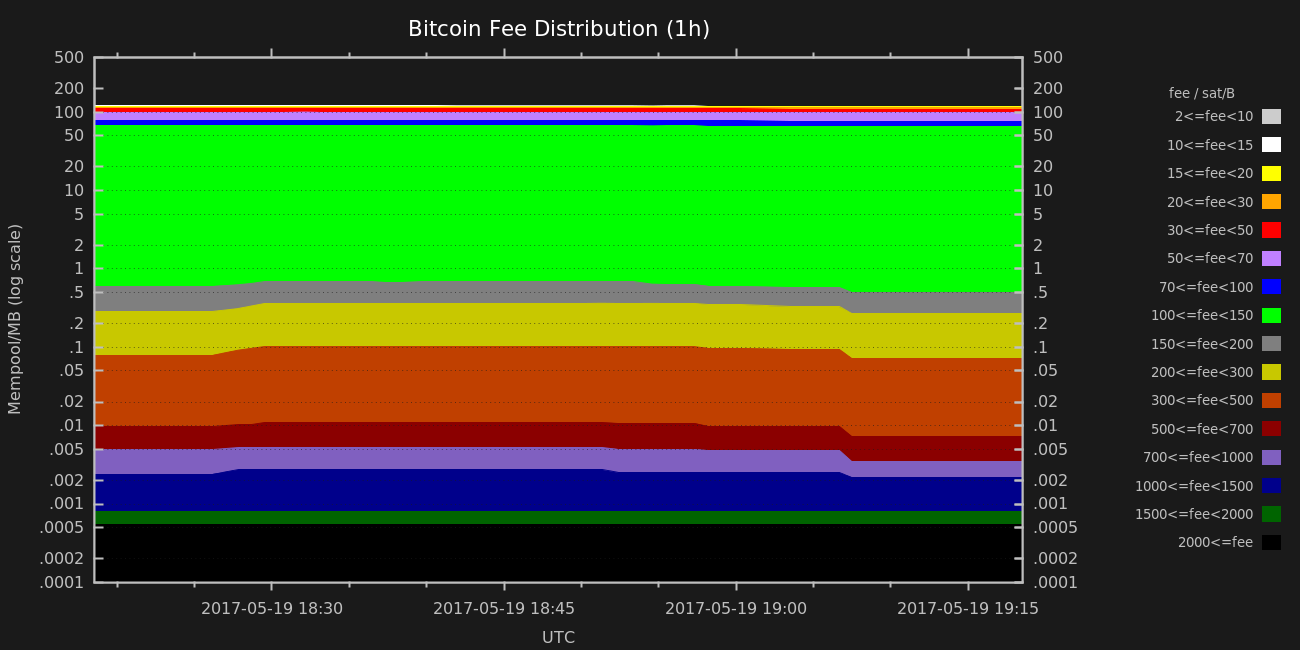 Bitcoin Fee Distribution (1h)
Mempool/MB (log scale)
500
200
100
50
20
10
5
2
1
.5
.2
.1
.05
.02
.01
.005
.002
.001
.0005
.0002
.0001
500
200
100
50
20
10
5
2
1
.5
.2
.1
.05
.02
.01
.005
.002
.001
.0005
.0002
.0001
2017-05-19 18:30
2017-05-19 18:45
2017-05-19 19:00
2017-05-19 19:15
UTC
fee / sat/B
2<=fee<10
10<=fee<15
15<=fee<20
20<=fee<30
30<=fee<50
50<=fee<70
70<=fee<100
100<=fee<150
150<=fee<200
200<=fee<300
300<=fee<500
500<=fee<700
700<=fee<1000
1000<=fee<1500
1500<=fee<2000
2000<=fee